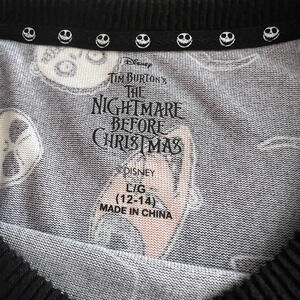 Disney
TIM BURTON'S
THE
NIGHTMARE
BEFORE
CHRISTMAS
©DISNEY
L/G
(12-14)
MADE IN CHINA